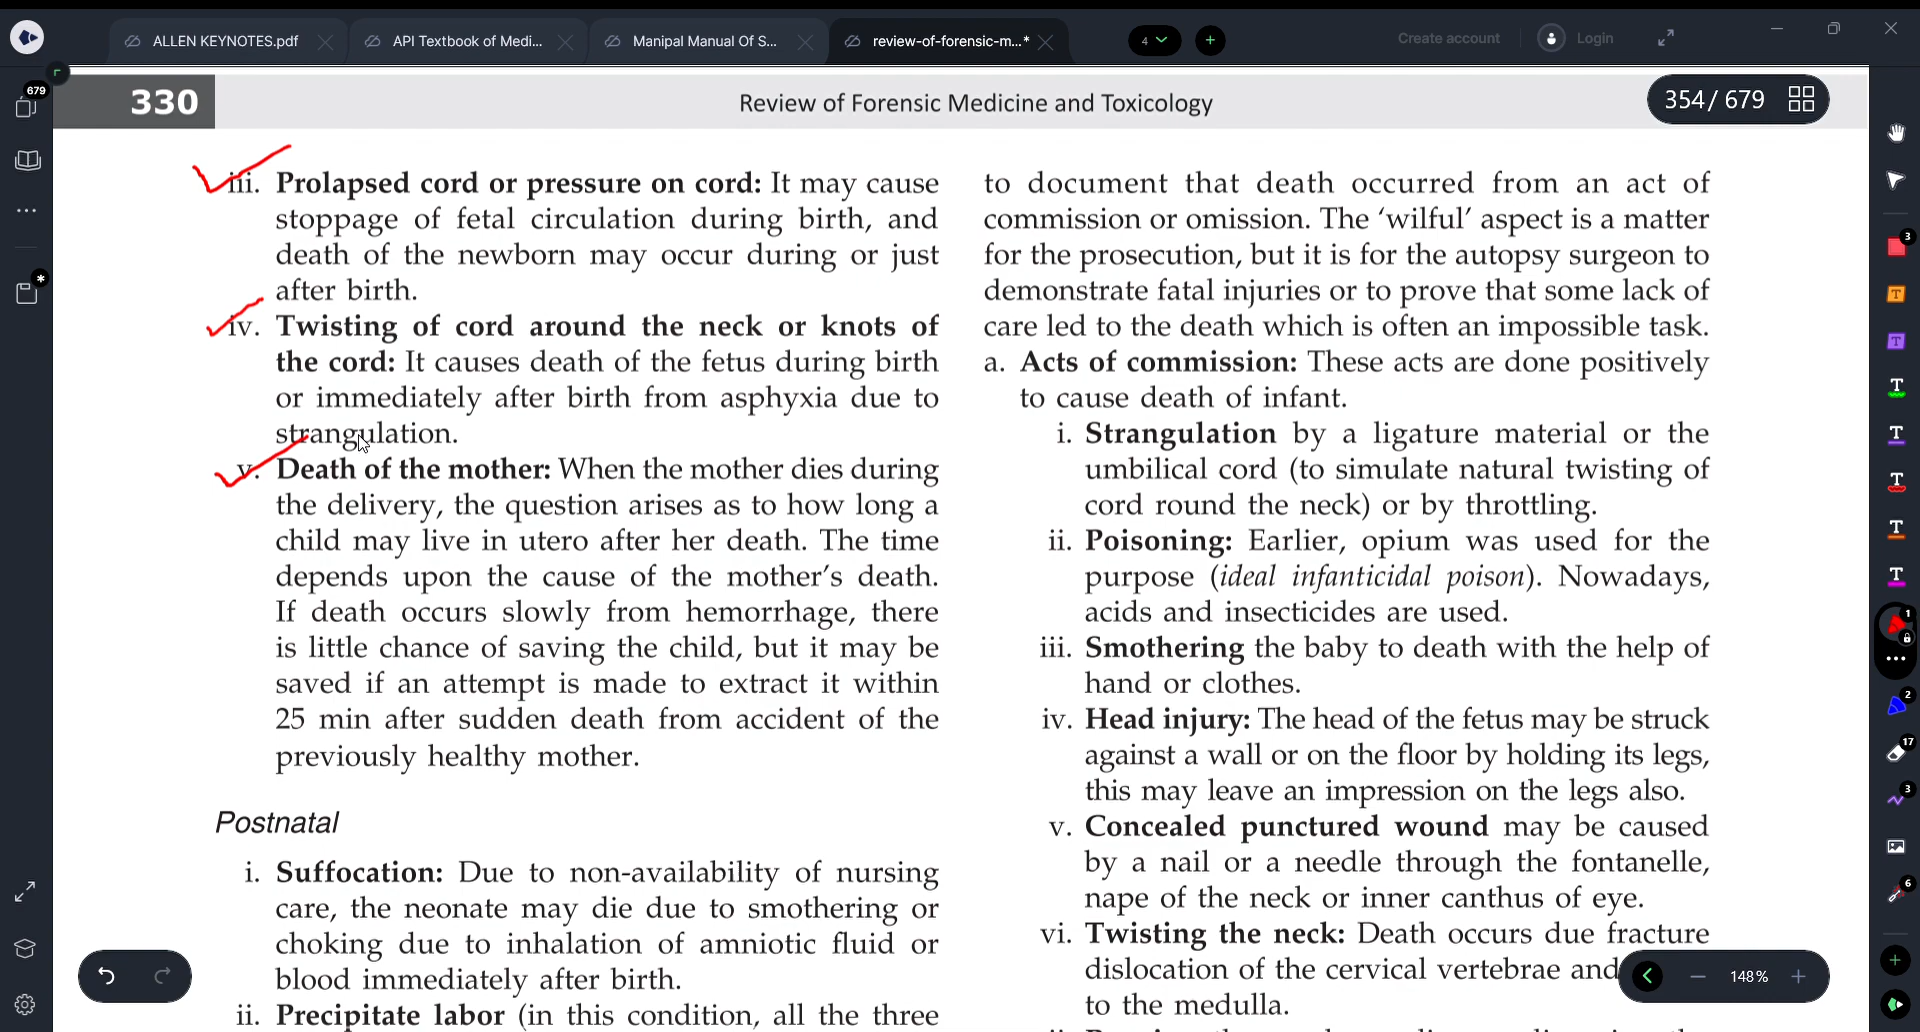 ALLEN KEYNOTES.pdf
API Textbook of Medi...
Manipal Manual Of S...
review-of-forensic-m...*
4
Create account
Login
679
330
Review of Forensic Medicine and Toxicology
354/ 679
iii. Prolapsed cord or pressure on cord: It may cause
stoppage of fetal circulation during birth, and
death of the newborn may occur during or just
after birth.
iv. Twisting of cord around the neck or knots of
the cord: It causes death of the fetus during birth
or immediately after birth from asphyxia due to
strangulation.
v. Death of the mother: When the mother dies during
the delivery, the question arises as to how long a
child may live in utero after her death. The time
depends upon the cause of the mother's death.
If death occurs slowly from hemorrhage, there
is little chance of saving the child, but it may be
saved if an attempt is made to extract it within
25 min after sudden death from accident of the
previously healthy mother.
Postnatal
i. Suffocation: Due to non-availability of nursing
care, the neonate may die due to smothering or
choking due to inhalation of amniotic fluid or
blood immediately after birth.
ii. Precipitate labor (in this condition, all the three
to document that death occurred from an act of
commission or omission. The 'wilful' aspect is a matter
for the prosecution, but it is for the autopsy surgeon to
demonstrate fatal injuries or to prove that some lack of
care led to the death which is often an impossible task.
a. Acts of commission: These acts are done positively
to cause death of infant.
i. Strangulation by a ligature material or the
umbilical cord (to simulate natural twisting of
cord round the neck) or by throttling.
ii. Poisoning: Earlier, opium was used for the
purpose (ideal infanticidal poison). Nowadays,
acids and insecticides are used.
iii. Smothering the baby to death with the help of
hand or clothes.
iv. Head injury: The head of the fetus may be struck
against a wall or on the floor by holding its legs,
this may leave an impression on the legs also.
v. Concealed punctured wound may be caused
by a nail or a needle through the fontanelle,
nape of the neck or inner canthus of eye.
vi. Twisting the neck: Death occurs due fracture
dislocation of the cervical vertebrae and
to the medulla.
148%
3
T
T
T
T
T
T
T
1
2
17
3
6